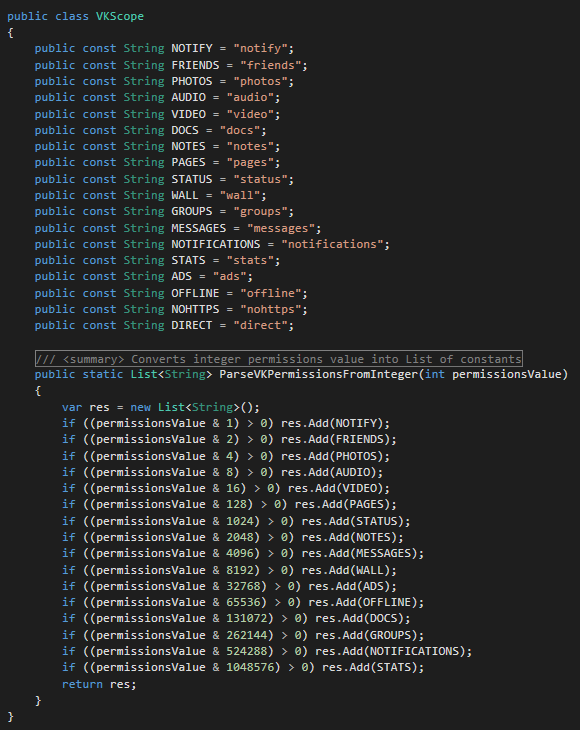 public class VKScope
{
    public const String NOTIFY = "notify";
    public const String FRIENDS = "friends";
    public const String PHOTOS = "photos";
    public const String AUDIO = "audio";
    public const String VIDEO = "video";
    public const String DOCS = "docs";
    public const String NOTES = "notes";
    public const String PAGES = "pages";
    public const String STATUS = "status";
    public const String WALL = "wall";
    public const String GROUPS = "groups";
    public const String MESSAGES = "messages";
    public const String NOTIFICATIONS = "notifications";
    public const String STATS = "stats";
    public const String ADS = "ads";
    public const String OFFLINE = "offline";
    public const String NOHTTPS = "nohttps";
    public const String DIRECT = "direct";
    /// <summary> Converts integer permissions value into List of constants
    public static List<String> ParseVKPermissionsFromInteger(int permissionsValue)
    {
        var res = new List<String>();
        if ((permissionsValue & 1) > 0) res.Add(NOTIFY);
        if ((permissionsValue & 2) > 0) res.Add(FRIENDS);
        if ((permissionsValue & 4) > 0) res.Add(PHOTOS);
        if ((permissionsValue & 8) > 0) res.Add(AUDIO);
        if ((permissionsValue & 16) > 0) res.Add(VIDEO);
        if ((permissionsValue & 128) > 0) res.Add(PAGES);
        if ((permissionsValue & 1024) > 0) res.Add(STATUS);
        if ((permissionsValue & 2048) > 0) res.Add(NOTES);
        if ((permissionsValue & 4096) > 0) res.Add(MESSAGES);
        if ((permissionsValue & 8192) > 0) res.Add(WALL);
        if ((permissionsValue & 32768) > 0) res.Add(ADS);
        if ((permissionsValue & 65536) > 0) res.Add(OFFLINE);
        if ((permissionsValue & 131072) > 0) res.Add(DOCS);
        if ((permissionsValue & 262144) > 0) res.Add(GROUPS);
        if ((permissionsValue & 524288) > 0) res.Add(NOTIFICATIONS);
        if ((permissionsValue & 1048576) > 0) res.Add(STATS);
        return res;
    }
}